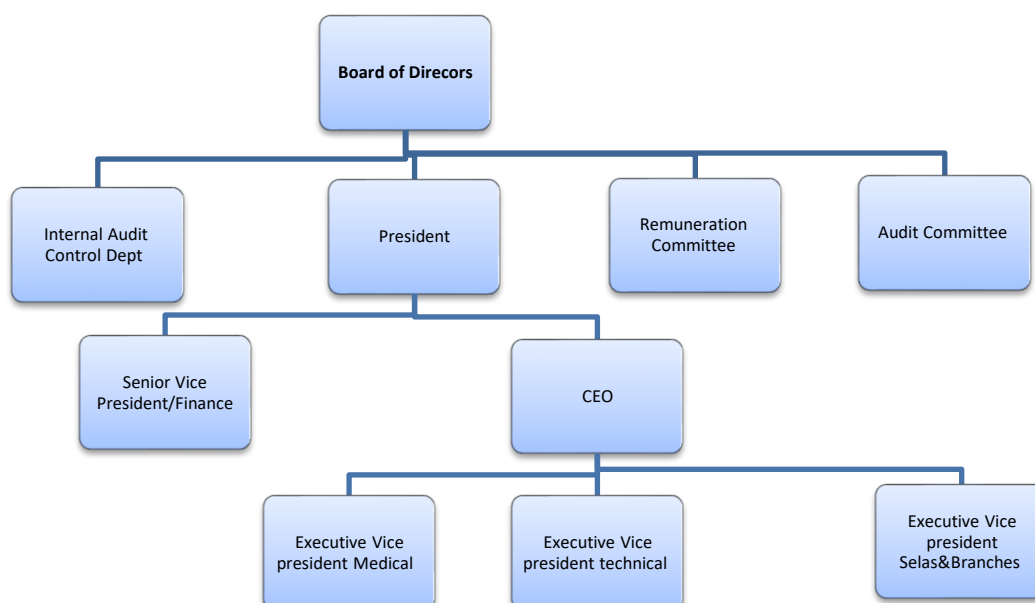 Board of Direcors
Internal Audit
Control Dept
President
Remuneration
Committee
Audit Committee
Senior Vice
President/Finance
CEO
Executive Vice
president Medical
Executive Vice
president technical
Executive Vice
president
Selas&Branches